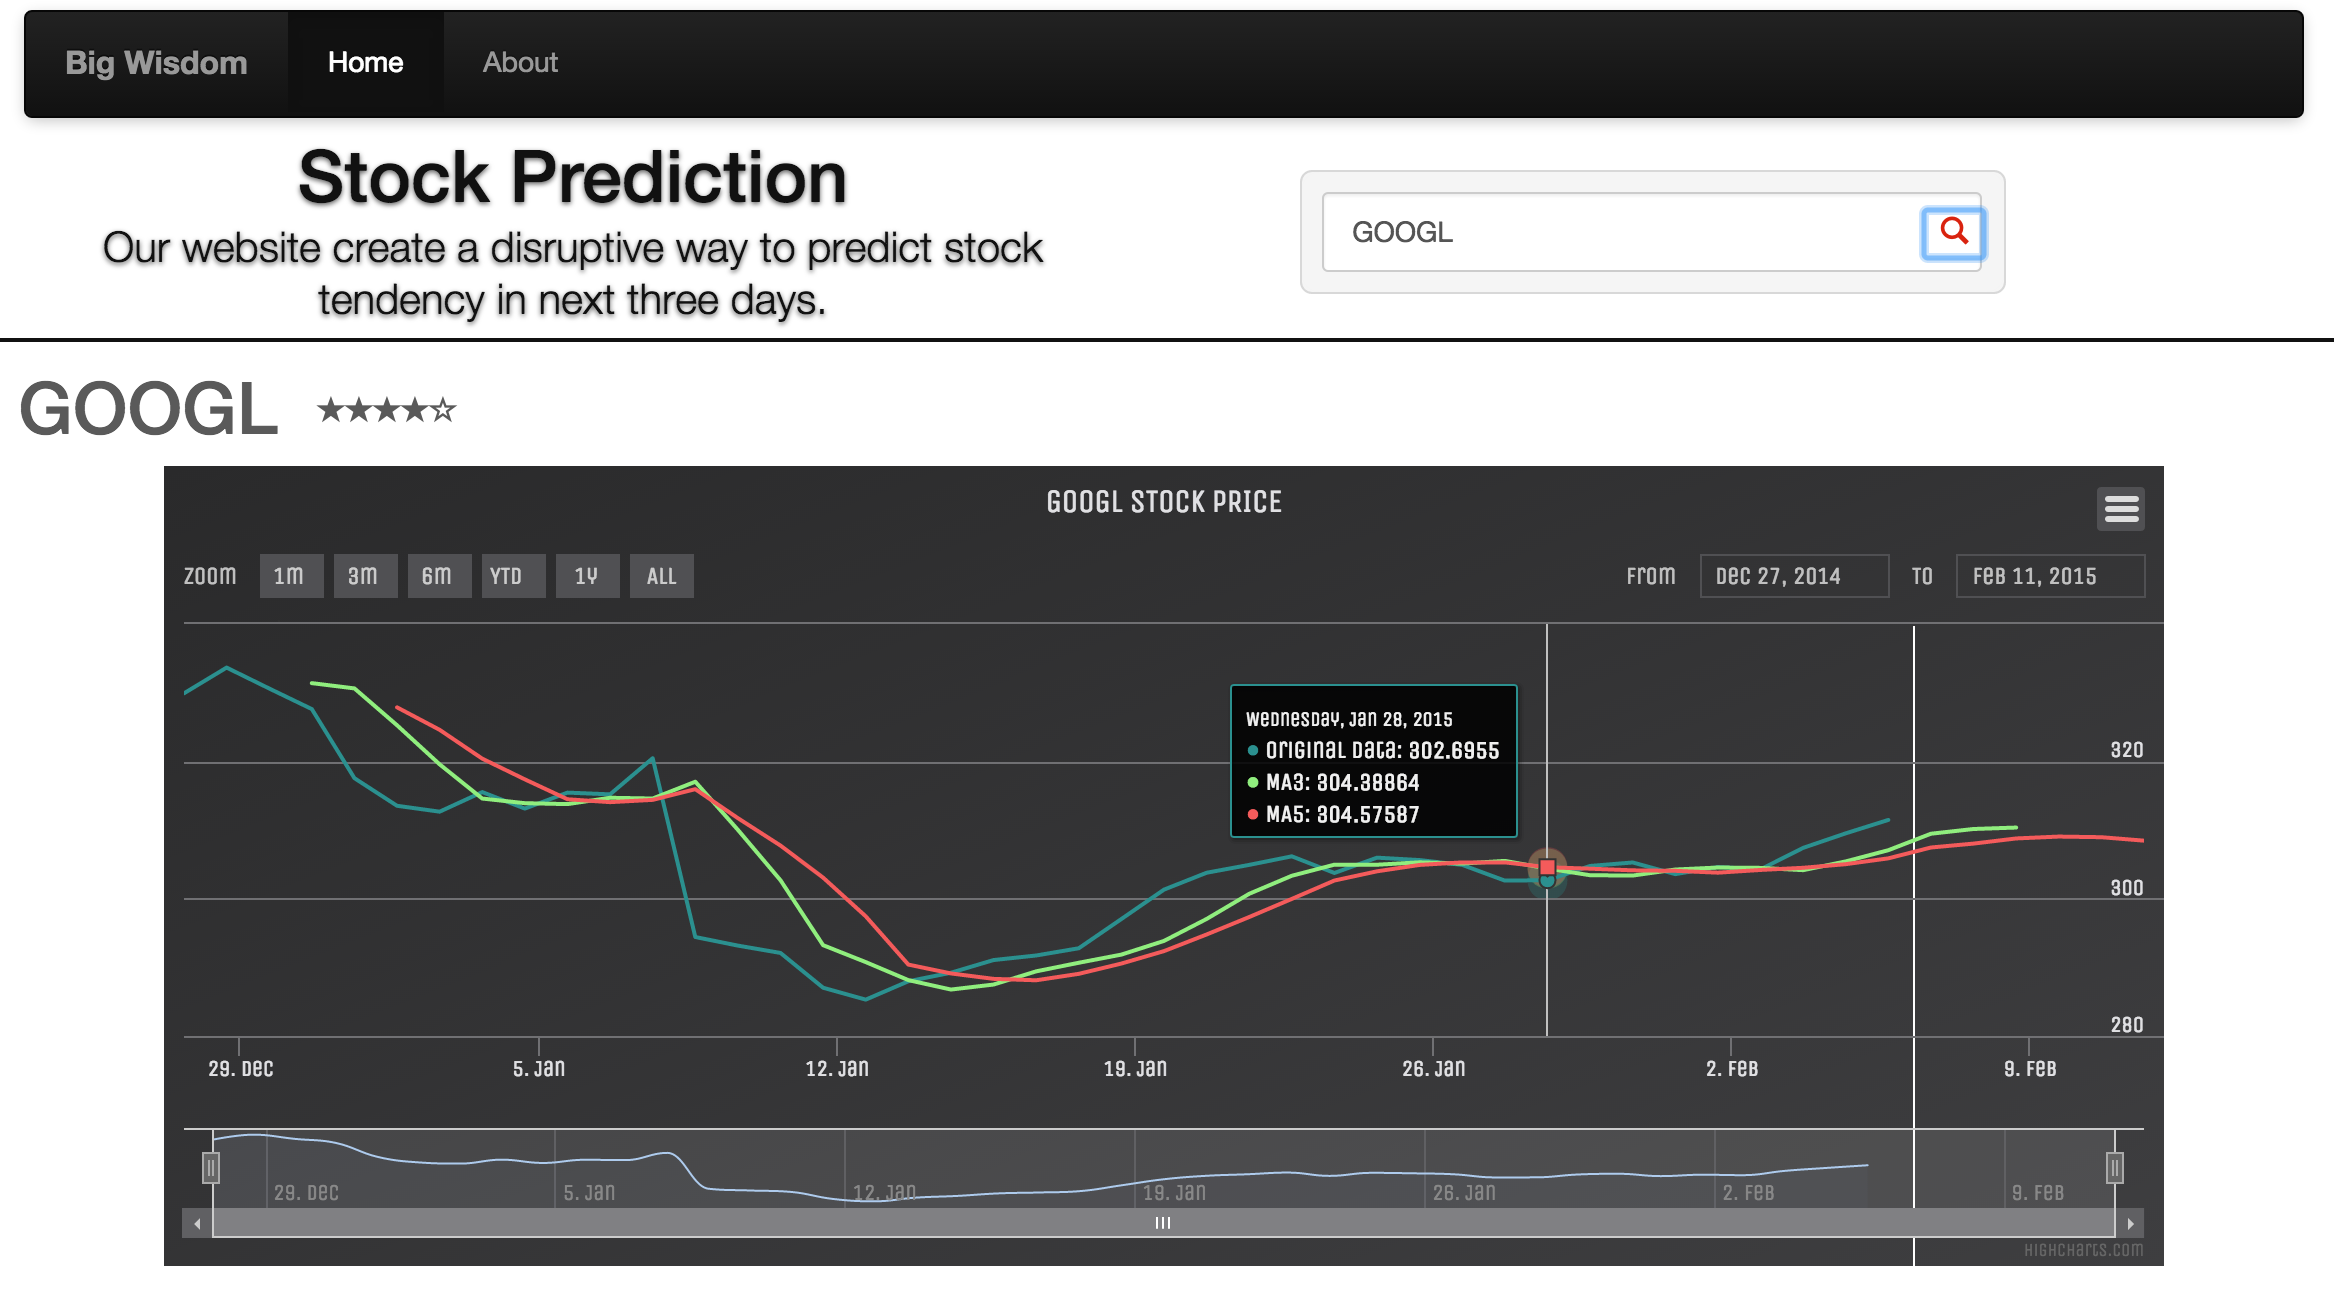 Big Wisdom Home About
Stock Prediction
Our website create a disruptive way to predict stock
tendency in next three days.
GOOGL
GOOGL ★★★★☆
GOOGL STOCK PRICE
ZOOM 1M 3M 6M YTD 1Y ALL FROM Dec 27, 2014 TO Feb 11, 2015
Wednesday, Jan 28, 2015
● Original Data: 302.6955
● MA3: 304.38864
● MA5: 304.57587
320
300
280
29. Dec 5. Jan 12. Jan 19. Jan 26. Jan 2. Feb 9. Feb
29. Dec 5. Jan 12. Jan 19. Jan 26. Jan 2. Feb 9. Feb
Highcharts.com